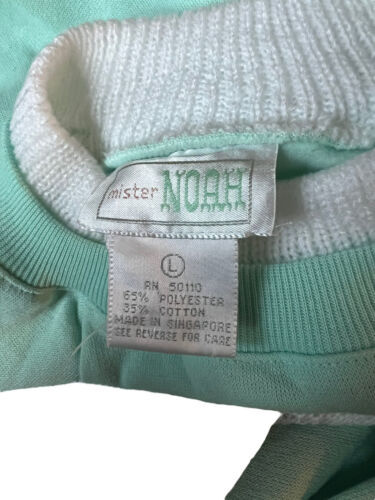 mister NOAH
L
RN 50110
65% POLYESTER
35% COTTON
MADE IN SINGAPORE
SEE REVERSE FOR CARE